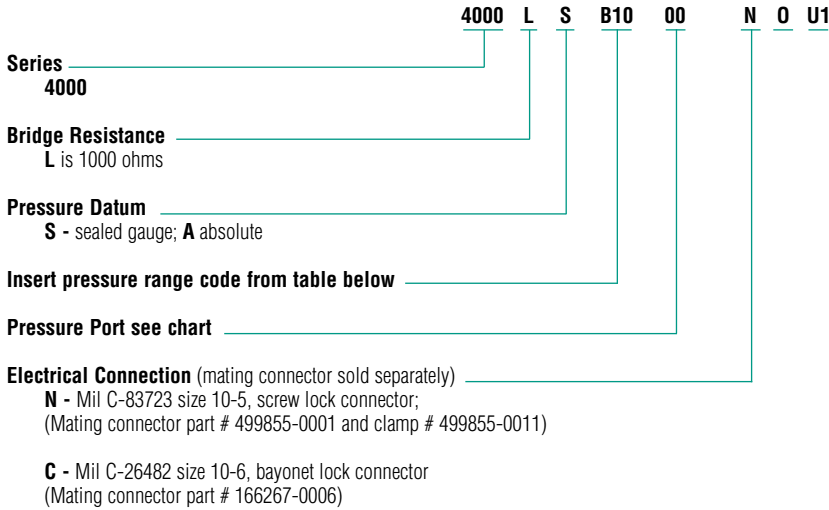 4000 L S B10 00 N O U1
Series
4000
Bridge Resistance
L is 1000 ohms
Pressure Datum
S - sealed gauge; A absolute
Insert pressure range code from table below
Pressure Port see chart
Electrical Connection (mating connector sold separately)
N - Mil C-83723 size 10-5, screw lock connector;
(Mating connector part # 499855-0001 and clamp # 499855-0011)
C - Mil C-26482 size 10-6, bayonet lock connector
(Mating connector part # 166267-0006)